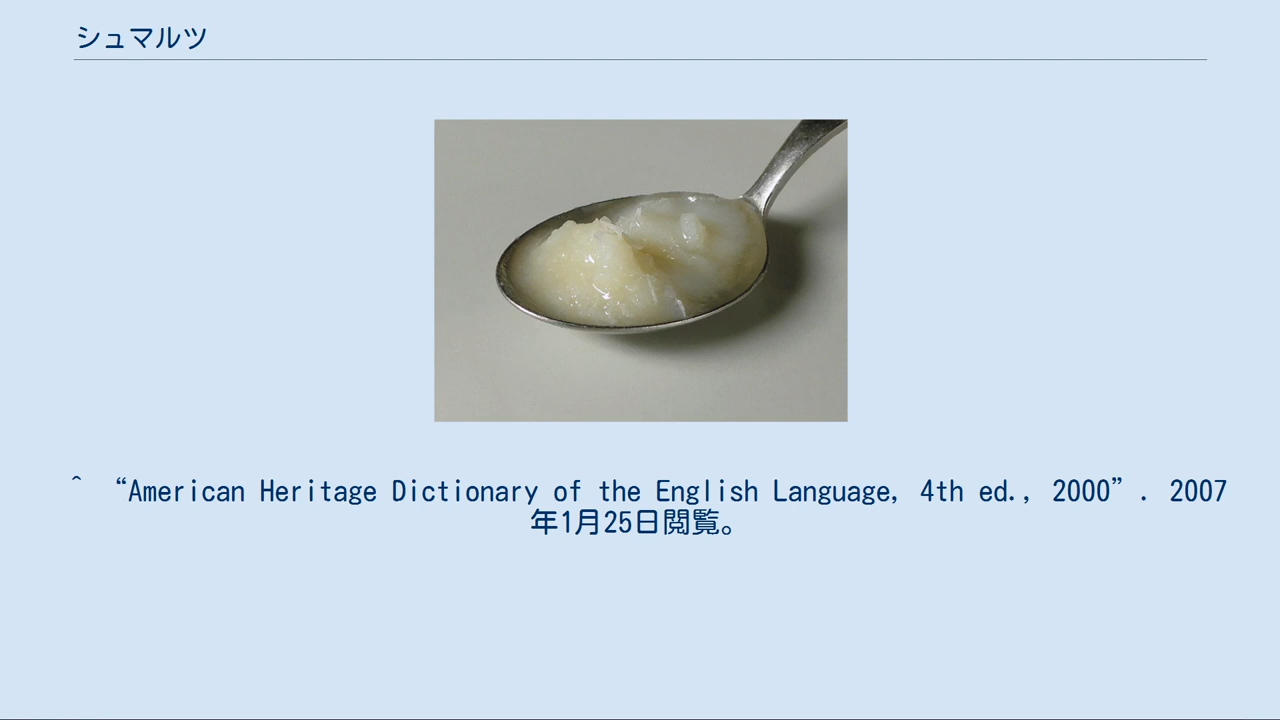 シュマルツ
^ “American Heritage Dictionary of the English Language, 4th ed., 2000”. 2007
年1月25日閲覧。